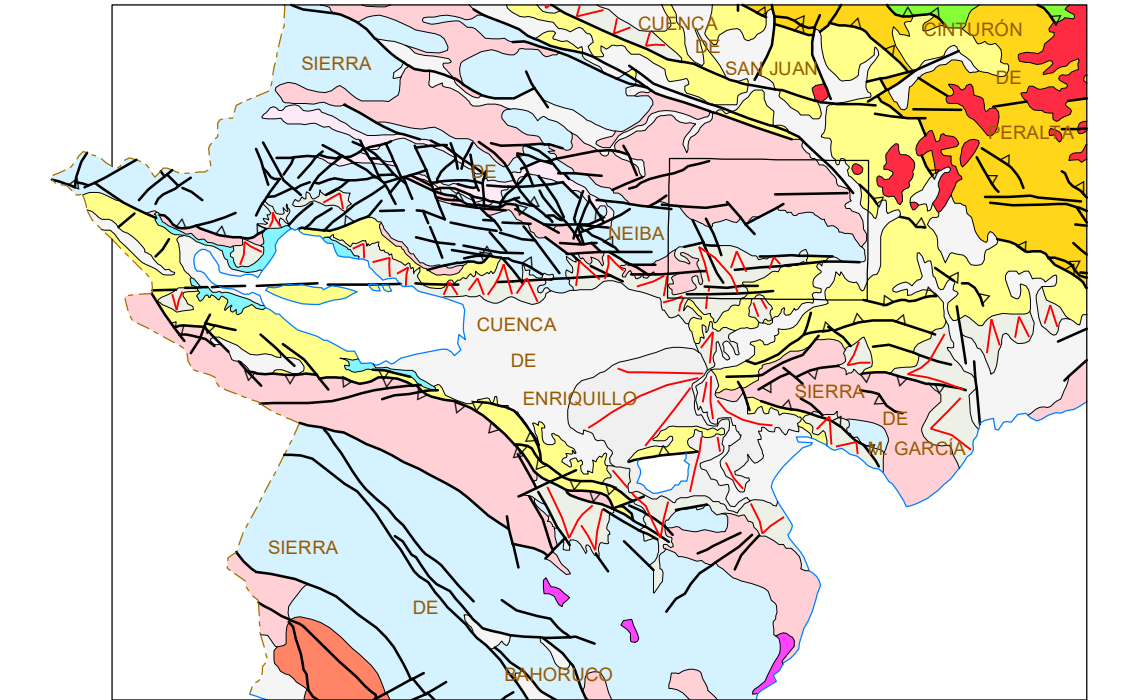 CUENCA
DE
SAN JUAN
CINTURÓN
DE
PERALTA
SIERRA
DE
NEIBA
CUENCA
DE
ENRIQUILLO
SIERRA
DE
M. GARCÍA
SIERRA
DE
BAHORUCO